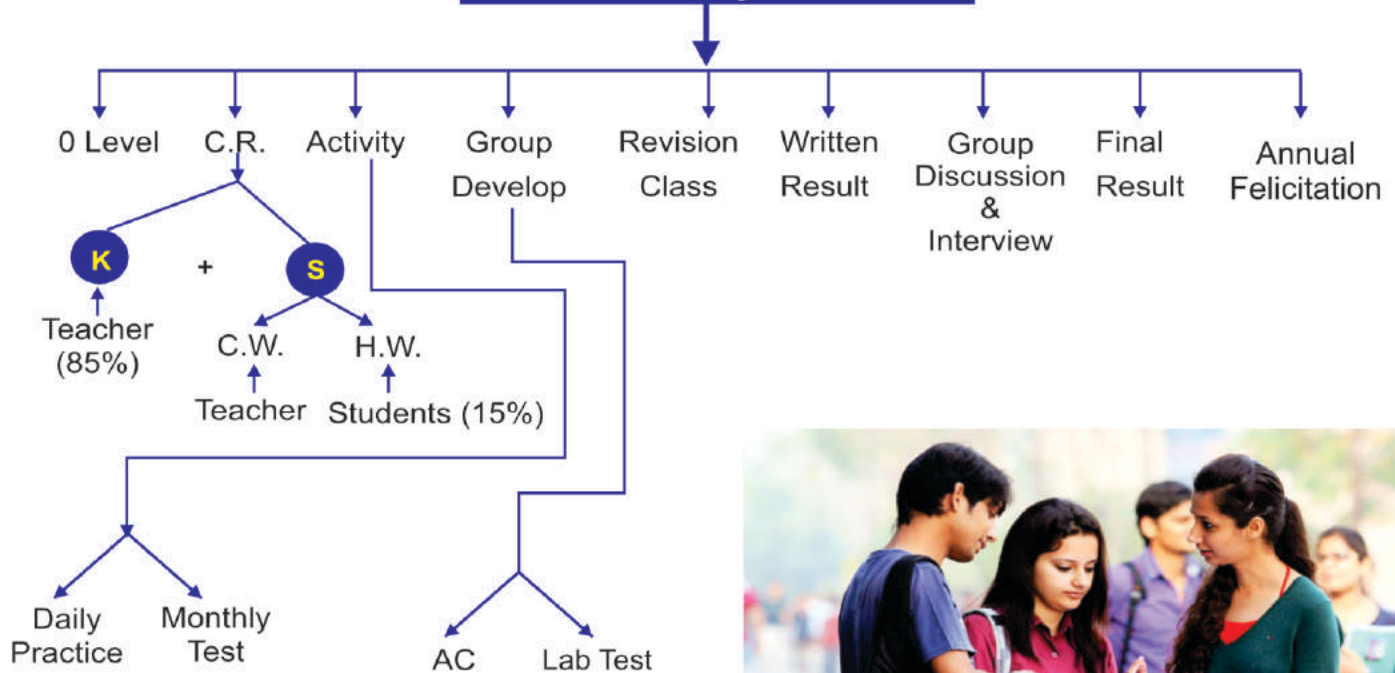 0 Level
C.R.
Activity
Group
Develop
Revision
Class
Written
Result
Group
Discussion
&
Interview
Final
Result
Annual
Felicitation
K
+
S
Teacher
(85%)
C.W.
H.W.
Teacher
Students (15%)
Daily
Practice
Monthly
Test
AC
Lab Test